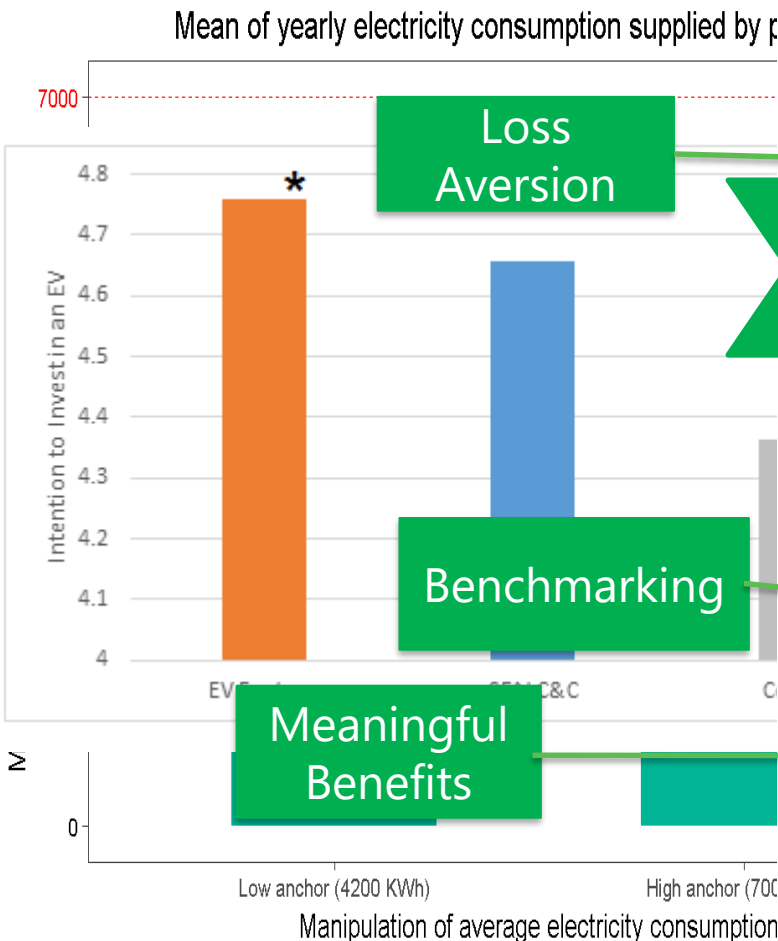 Mean of yearly electricity consumption supplied by
7000
Loss
Aversion
4.8
*
4.7
4.6
4.5
4.4
4.3
4.2
4.1
4
Intention to Invest in an EV
Benchmarking
EV C&C
Meaningful
Benefits
0
Low anchor (4200 KWh) High anchor (700
Manipulation of average electricity consumption